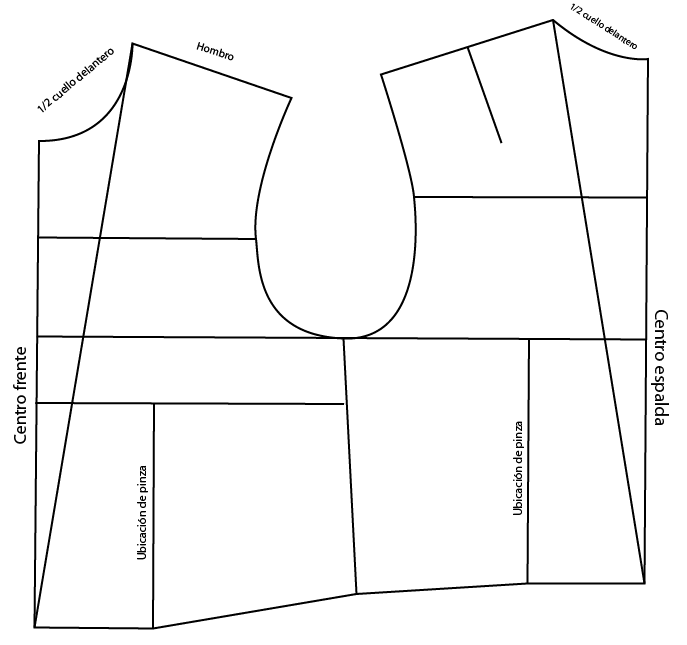 1/2 cuello delantero
Hombro
1/2 cuello delantero
Centro frente
Ubicación de pinza
Ubicación de pinza
Centro espalda